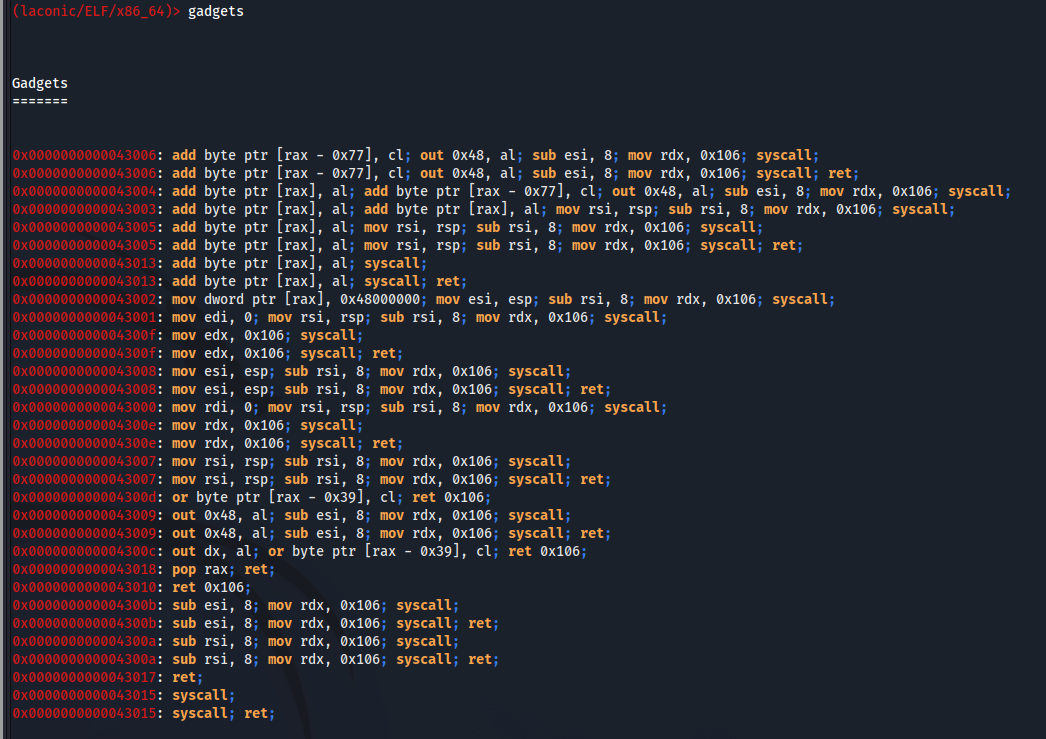 (laconic/ELF/x86_64)> gadgets
Gadgets
=======
0x0000000000043006: add byte ptr [rax - 0x77], cl; out 0x48, al; sub esi, 8; mov rdx, 0x106; syscall;
0x0000000000043006: add byte ptr [rax - 0x77], cl; out 0x48, al; sub esi, 8; mov rdx, 0x106; syscall; ret;
0x0000000000043004: add byte ptr [rax], al; add byte ptr [rax - 0x77], cl; out 0x48, al; sub esi, 8; mov rdx, 0x106; syscall;
0x0000000000043003: add byte ptr [rax], al; add byte ptr [rax], al; mov rsi, rsp; sub rsi, 8; mov rdx, 0x106; syscall;
0x0000000000043005: add byte ptr [rax], al; mov rsi, rsp; sub rsi, 8; mov rdx, 0x106; syscall;
0x0000000000043005: add byte ptr [rax], al; mov rsi, rsp; sub rsi, 8; mov rdx, 0x106; syscall; ret;
0x0000000000043013: add byte ptr [rax], al; syscall;
0x0000000000043013: add byte ptr [rax], al; syscall; ret;
0x0000000000043002: mov dword ptr [rax], 0x48000000; mov esi, esp; sub rsi, 8; mov rdx, 0x106; syscall;
0x0000000000043001: mov edi, 0; mov rsi, rsp; sub rsi, 8; mov rdx, 0x106; syscall;
0x000000000004300f: mov edx, 0x106; syscall;
0x000000000004300f: mov edx, 0x106; syscall; ret;
0x0000000000043008: mov esi, esp; sub rsi, 8; mov rdx, 0x106; syscall;
0x0000000000043008: mov esi, esp; sub rsi, 8; mov rdx, 0x106; syscall; ret;
0x0000000000043000: mov rdi, 0; mov rsi, rsp; sub rsi, 8; mov rdx, 0x106; syscall;
0x000000000004300e: mov rdx, 0x106; syscall;
0x000000000004300e: mov rdx, 0x106; syscall; ret;
0x0000000000043007: mov rsi, rsp; sub rsi, 8; mov rdx, 0x106; syscall;
0x0000000000043007: mov rsi, rsp; sub rsi, 8; mov rdx, 0x106; syscall; ret;
0x000000000004300d: or byte ptr [rax - 0x39], cl; ret 0x106;
0x0000000000043009: out 0x48, al; sub esi, 8; mov rdx, 0x106; syscall;
0x0000000000043009: out 0x48, al; sub esi, 8; mov rdx, 0x106; syscall; ret;
0x000000000004300c: out dx, al; or byte ptr [rax - 0x39], cl; ret 0x106;
0x0000000000043018: pop rax; ret;
0x0000000000043010: ret 0x106;
0x000000000004300b: sub esi, 8; mov rdx, 0x106; syscall;
0x000000000004300b: sub esi, 8; mov rdx, 0x106; syscall; ret;
0x000000000004300a: sub rsi, 8; mov rdx, 0x106; syscall;
0x000000000004300a: sub rsi, 8; mov rdx, 0x106; syscall; ret;
0x0000000000043017: ret;
0x0000000000043015: syscall;
0x0000000000043015: syscall; ret;